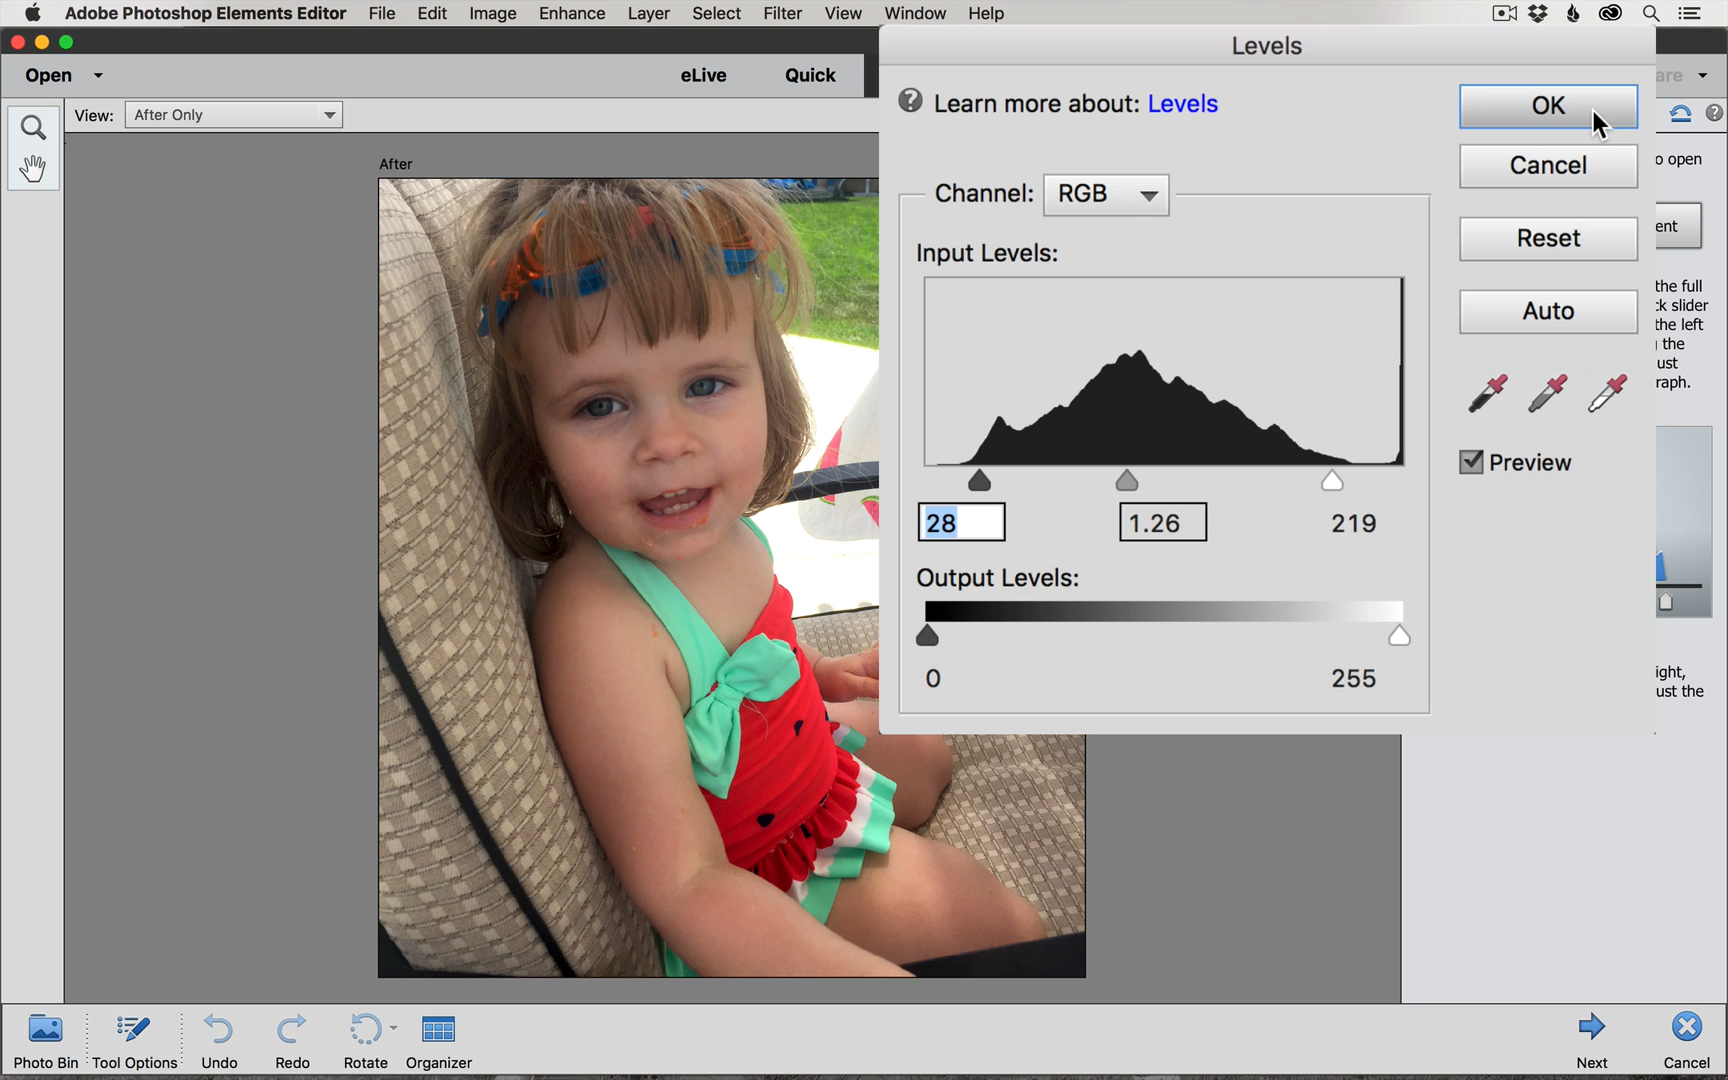 Adobe Photoshop Elements Editor File Edit Image Enhance Layer Select Filter View Window Help
Levels
Open eLive Quick are
Learn more about: Levels
OK
View: After Only
o open
After
Cancel
Channel: RGB
ent
Reset
Input Levels:
the full
ck slider
Auto
the left
the
ust
raph.
Preview
28 1.26 219
Output Levels:
0 255
ight,
ust the
Photo Bin Tool Options Undo Redo Rotate Organizer Next Cancel